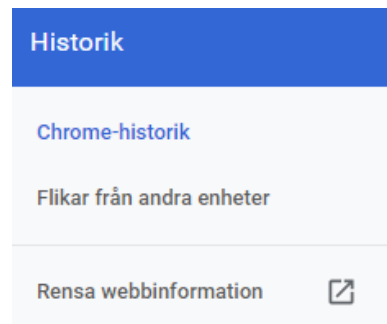 Historik
Chrome-historik
Flikar från andra enheter
Rensa webbinformation